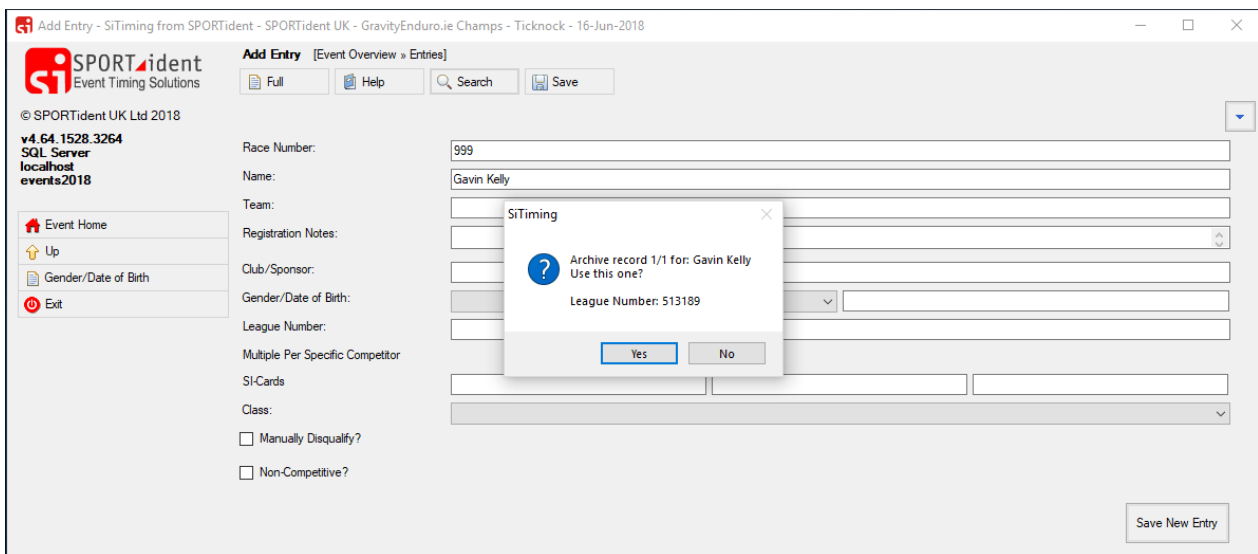 Add Entry - SiTiming from SPORTident - SPORTident UK - GravityEnduro.ie Champs - Ticknock - 16-Jun-2018
SPORTident
Event Timing Solutions
© SPORTident UK Ltd 2018
v4.64.1528.3264
SQL Server
localhost
events2018
Event Home
Up
Gender/Date of Birth
Exit
Add Entry [Event Overview » Entries]
Full Help Search Save
Race Number: 999
Name: Gavin Kelly
Team:
Registration Notes:
Club/Sponsor:
Gender/Date of Birth:
League Number:
Multiple Per Specific Competitor
SI-Cards
Class:
Manually Disqualify?
Non-Competitive?
SiTiming
Archive record 1/1 for: Gavin Kelly
Use this one?
League Number: 513189
Yes No
Save New Entry